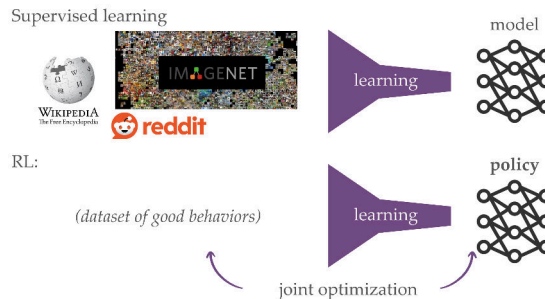 Supervised learning
model
IMAGENET
learning
WIKIPEDIA
The Free Encyclopedia
reddit
RL:
policy
(dataset of good behaviors)
learning
joint optimization